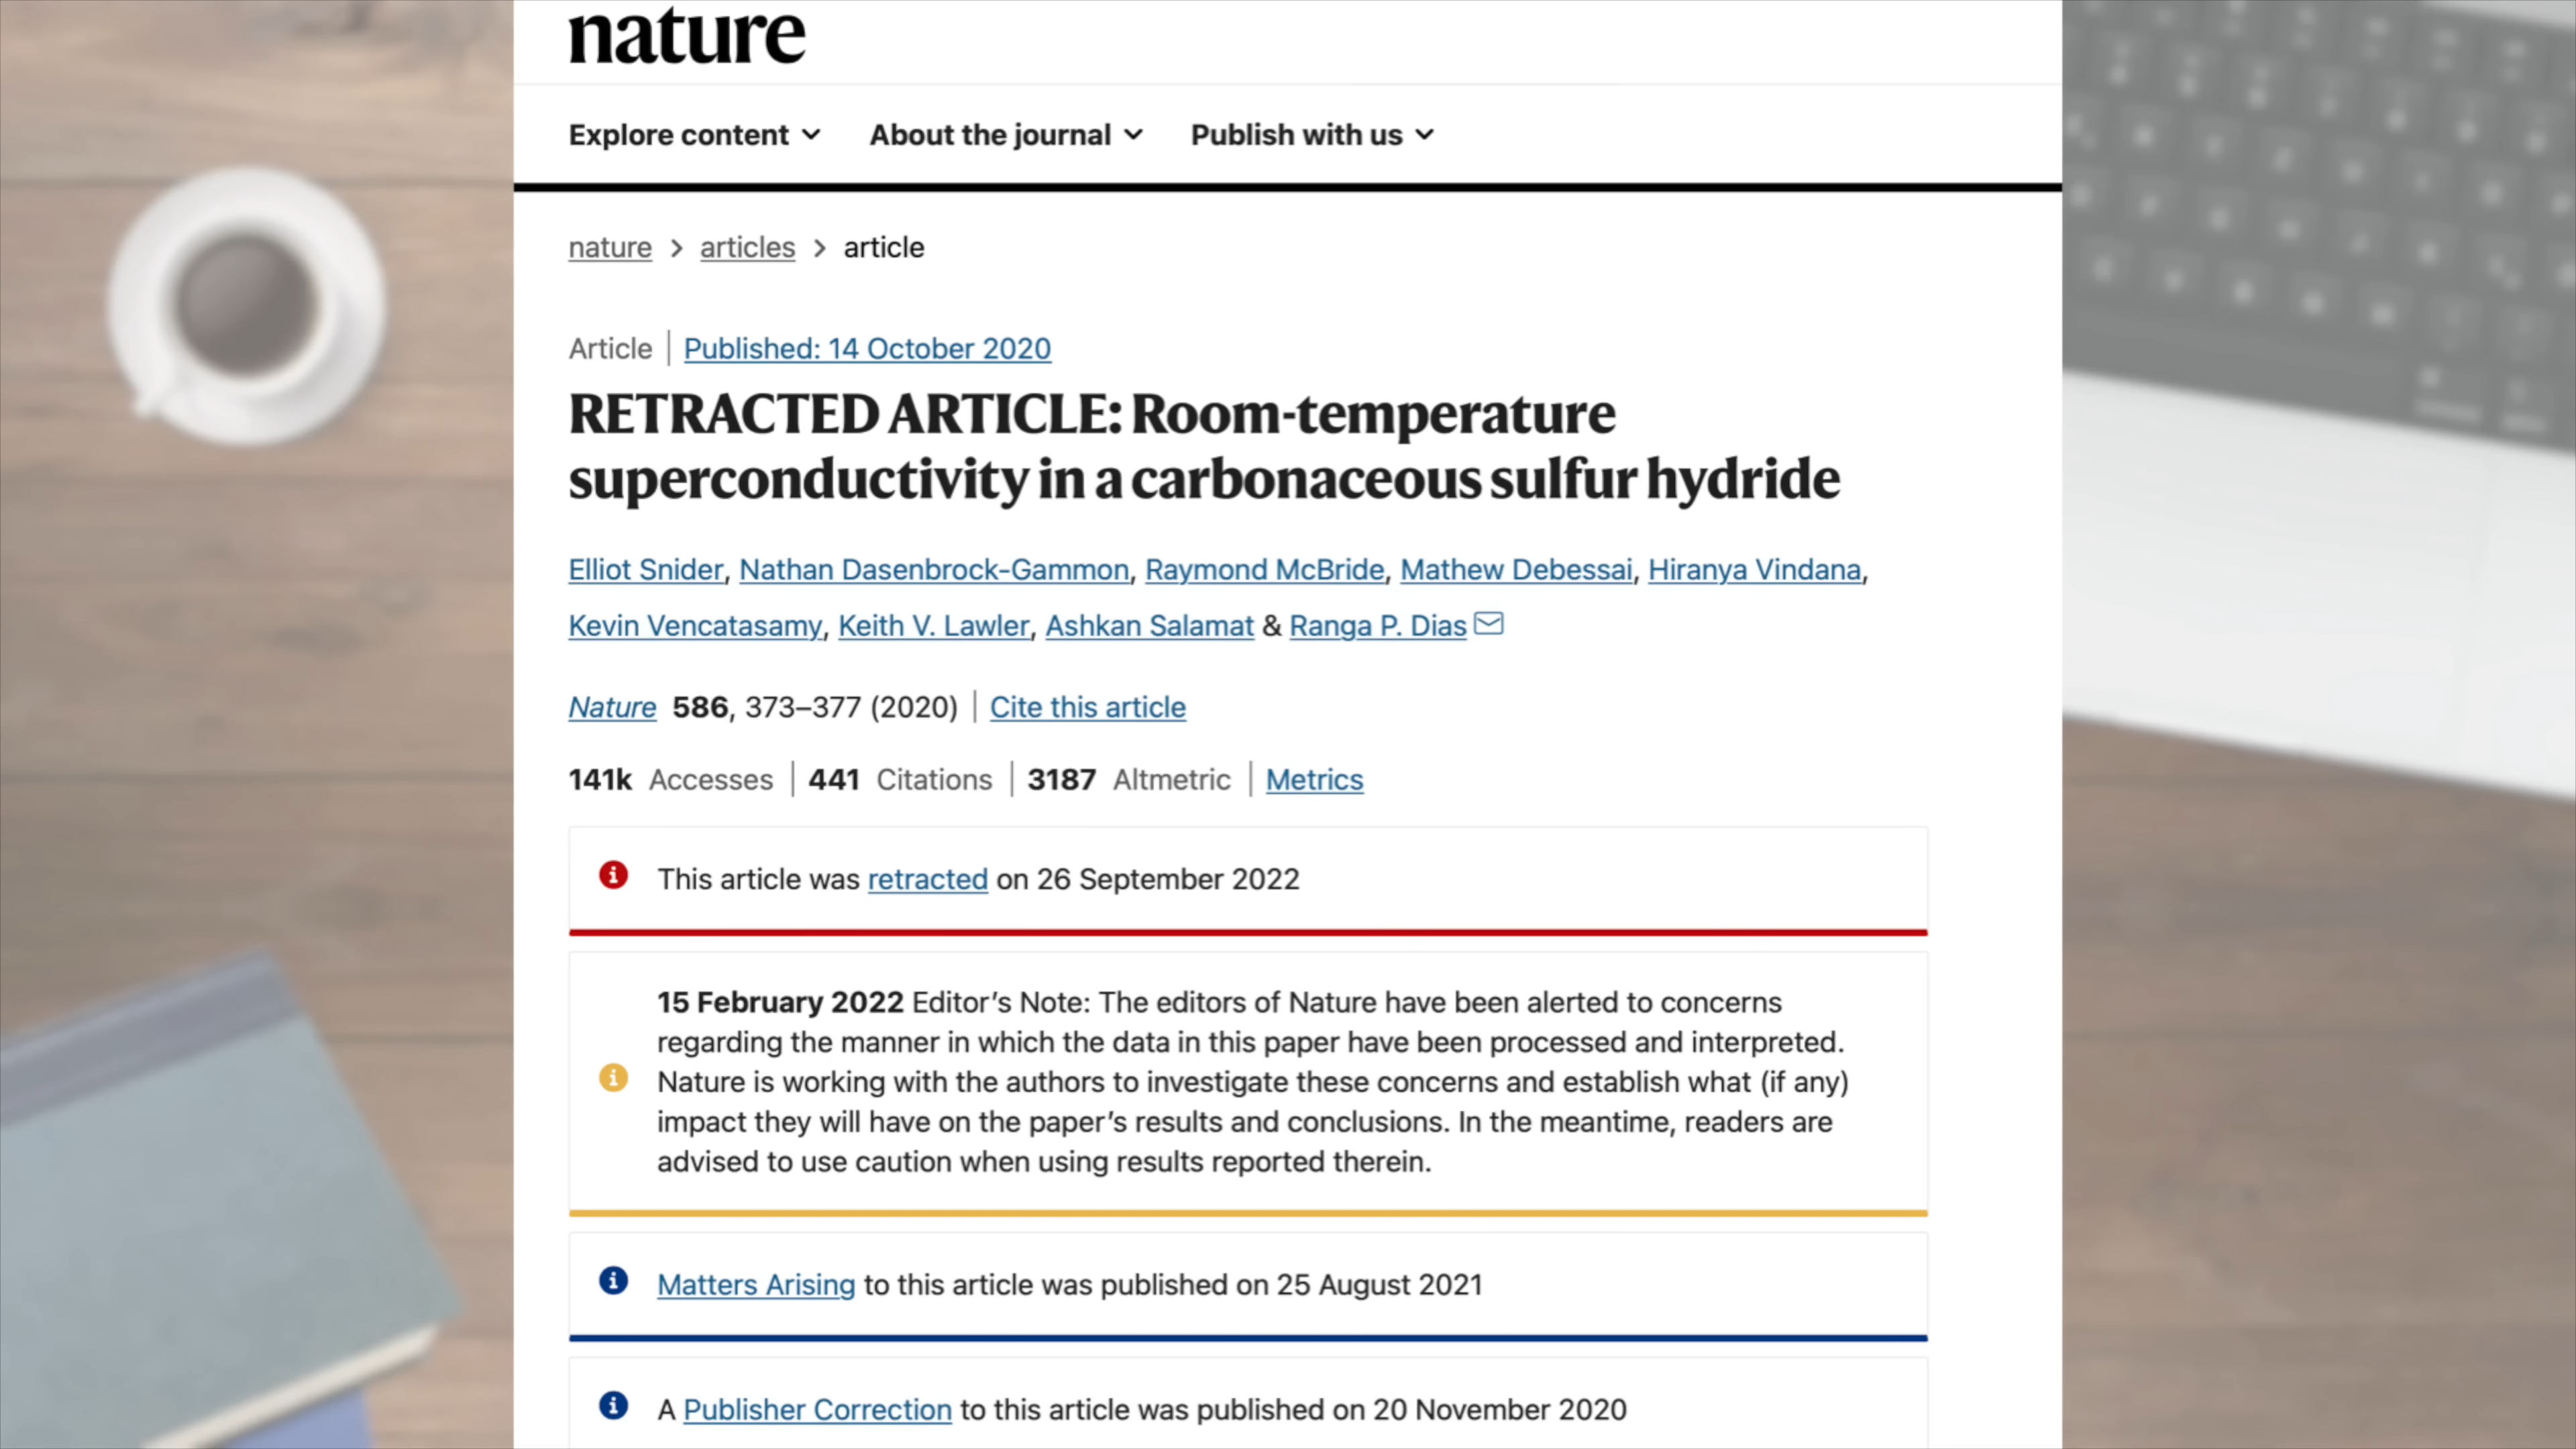 nature
Explore content About the journal Publish with us
nature > articles > article
Article | Published: 14 October 2020
RETRACTED ARTICLE: Room-temperature
superconductivity in a carbonaceous sulfur hydride
Elliot Snider, Nathan Dasenbrock-Gammon, Raymond McBride, Mathew Debessai, Hiranya Vindana,
Kevin Vencatasamy, Keith V. Lawler, Ashkan Salamat & Ranga P. Dias
Nature 586, 373–377 (2020) | Cite this article
141k Accesses | 441 Citations | 3187 Altmetric | Metrics
This article was retracted on 26 September 2022
15 February 2022 Editor’s Note: The editors of Nature have been alerted to concerns
regarding the manner in which the data in this paper have been processed and interpreted.
Nature is working with the authors to investigate these concerns and establish what (if any)
impact they will have on the paper’s results and conclusions. In the meantime, readers are
advised to use caution when using results reported therein.
Matters Arising to this article was published on 25 August 2021
A Publisher Correction to this article was published on 20 November 2020